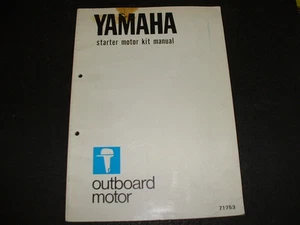 YAMAHA
starter motor kit manual
outboard
motor
71753